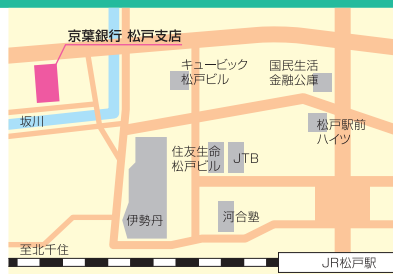 京葉銀行 松戸支店
キュービック
松戸ビル
国民生活
金融公庫
坂川
松戸駅前
ハイツ
住友生命
松戸ビル
JTB
伊勢丹
河合塾
至北千住
JR松戸駅